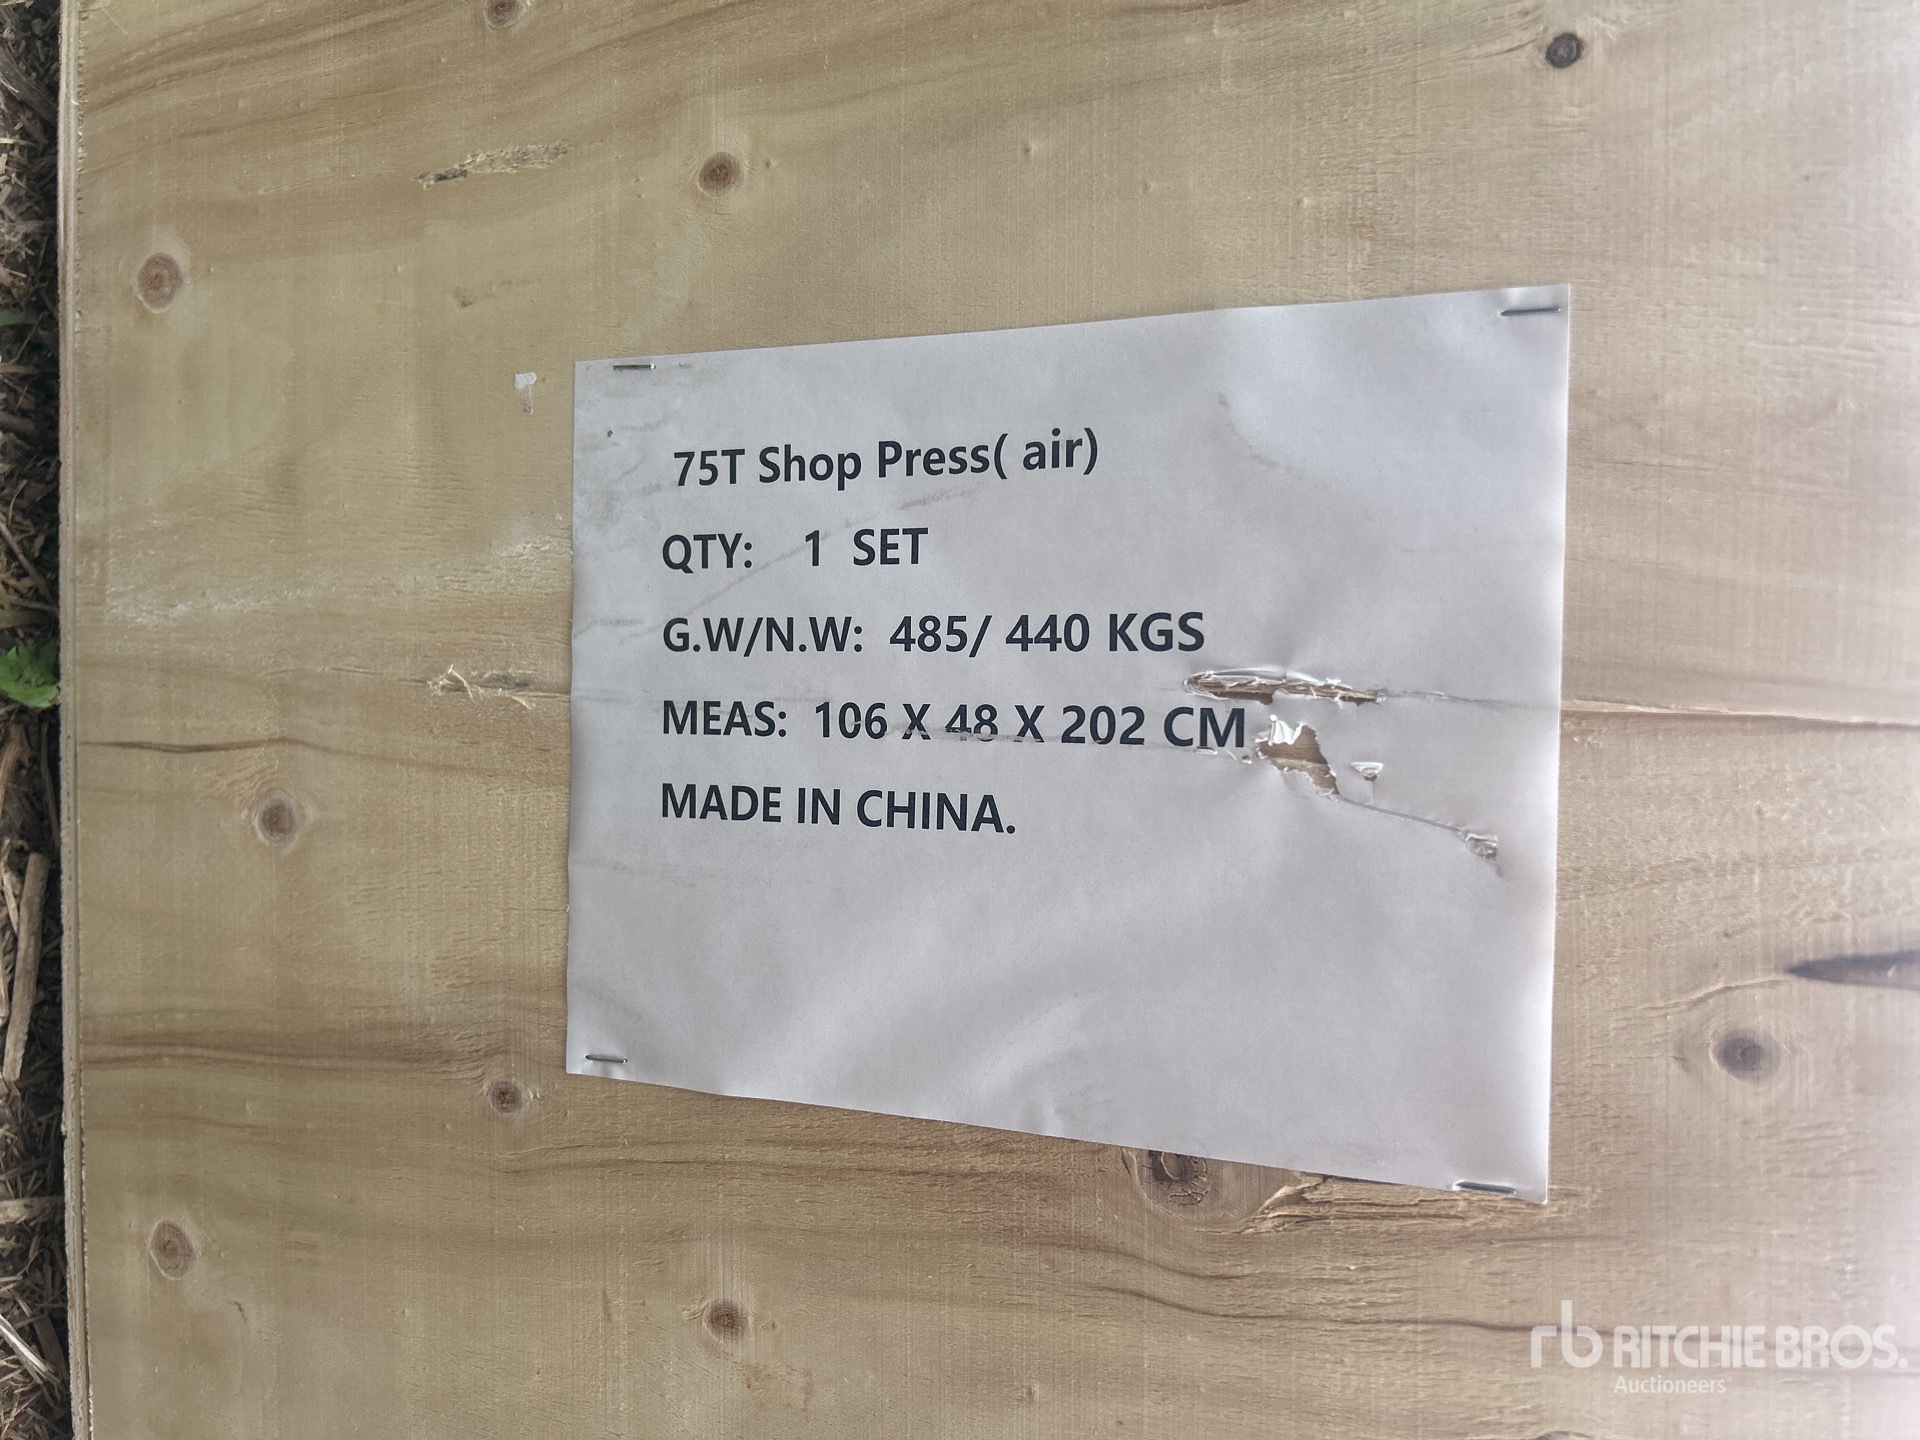 75T Shop Press( air)
QTY: 1 SET
G.W/N.W: 485/ 440 KGS
MEAS: 106 X 48 X 202 CM
MADE IN CHINA.
rb RITCHIE BROS.
Auctioneers